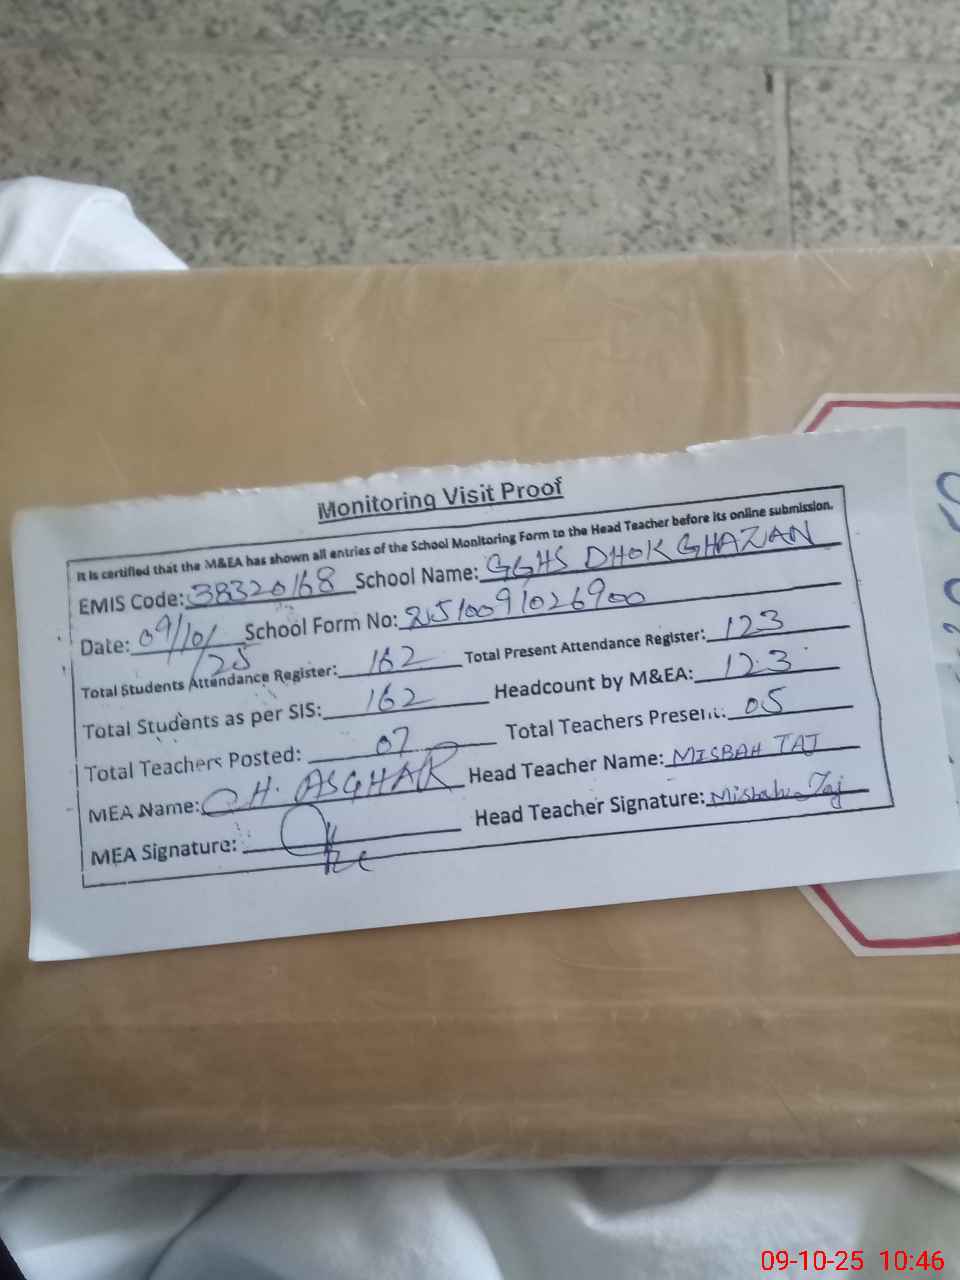 Monitoring Visit Proof
It is certified that the M&EA has shown all entries of the School Monitoring Form to the Head Teacher before its online submission.
EMIS Code: 38320168 School Name: GGHS DHOK GHAZIAN
Date: 09/10/25 School Form No: 2510091026900
Total Students Attendance Register: 162 Total Present Attendance Register: 123
Total Students as per SIS: 162 Headcount by M&EA: 123
Total Teachers Posted: 07 Total Teachers Present: 05
MEA Name: CH. ASGHAR Head Teacher Name: MISBAH TAJ
MEA Signature: Head Teacher Signature: Misbah Taj
09-10-25 10:46